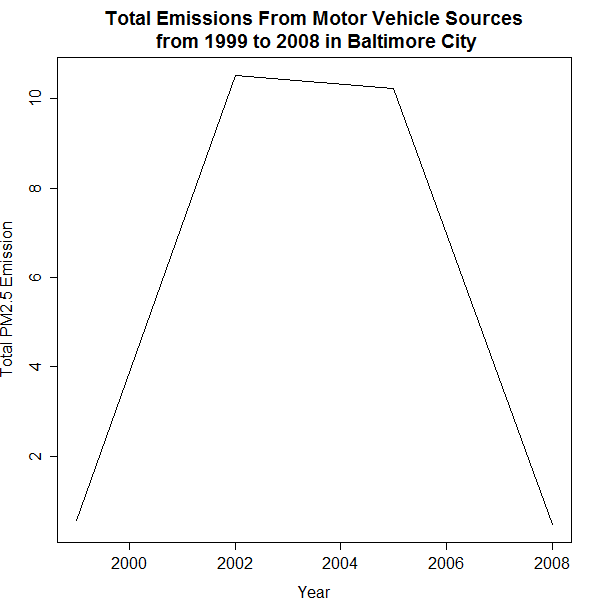 Total Emissions From Motor Vehicle Sources
from 1999 to 2008 in Baltimore City
Total PM2.5 Emission
10
8
6
4
2
2000 2002 2004 2006 2008
Year